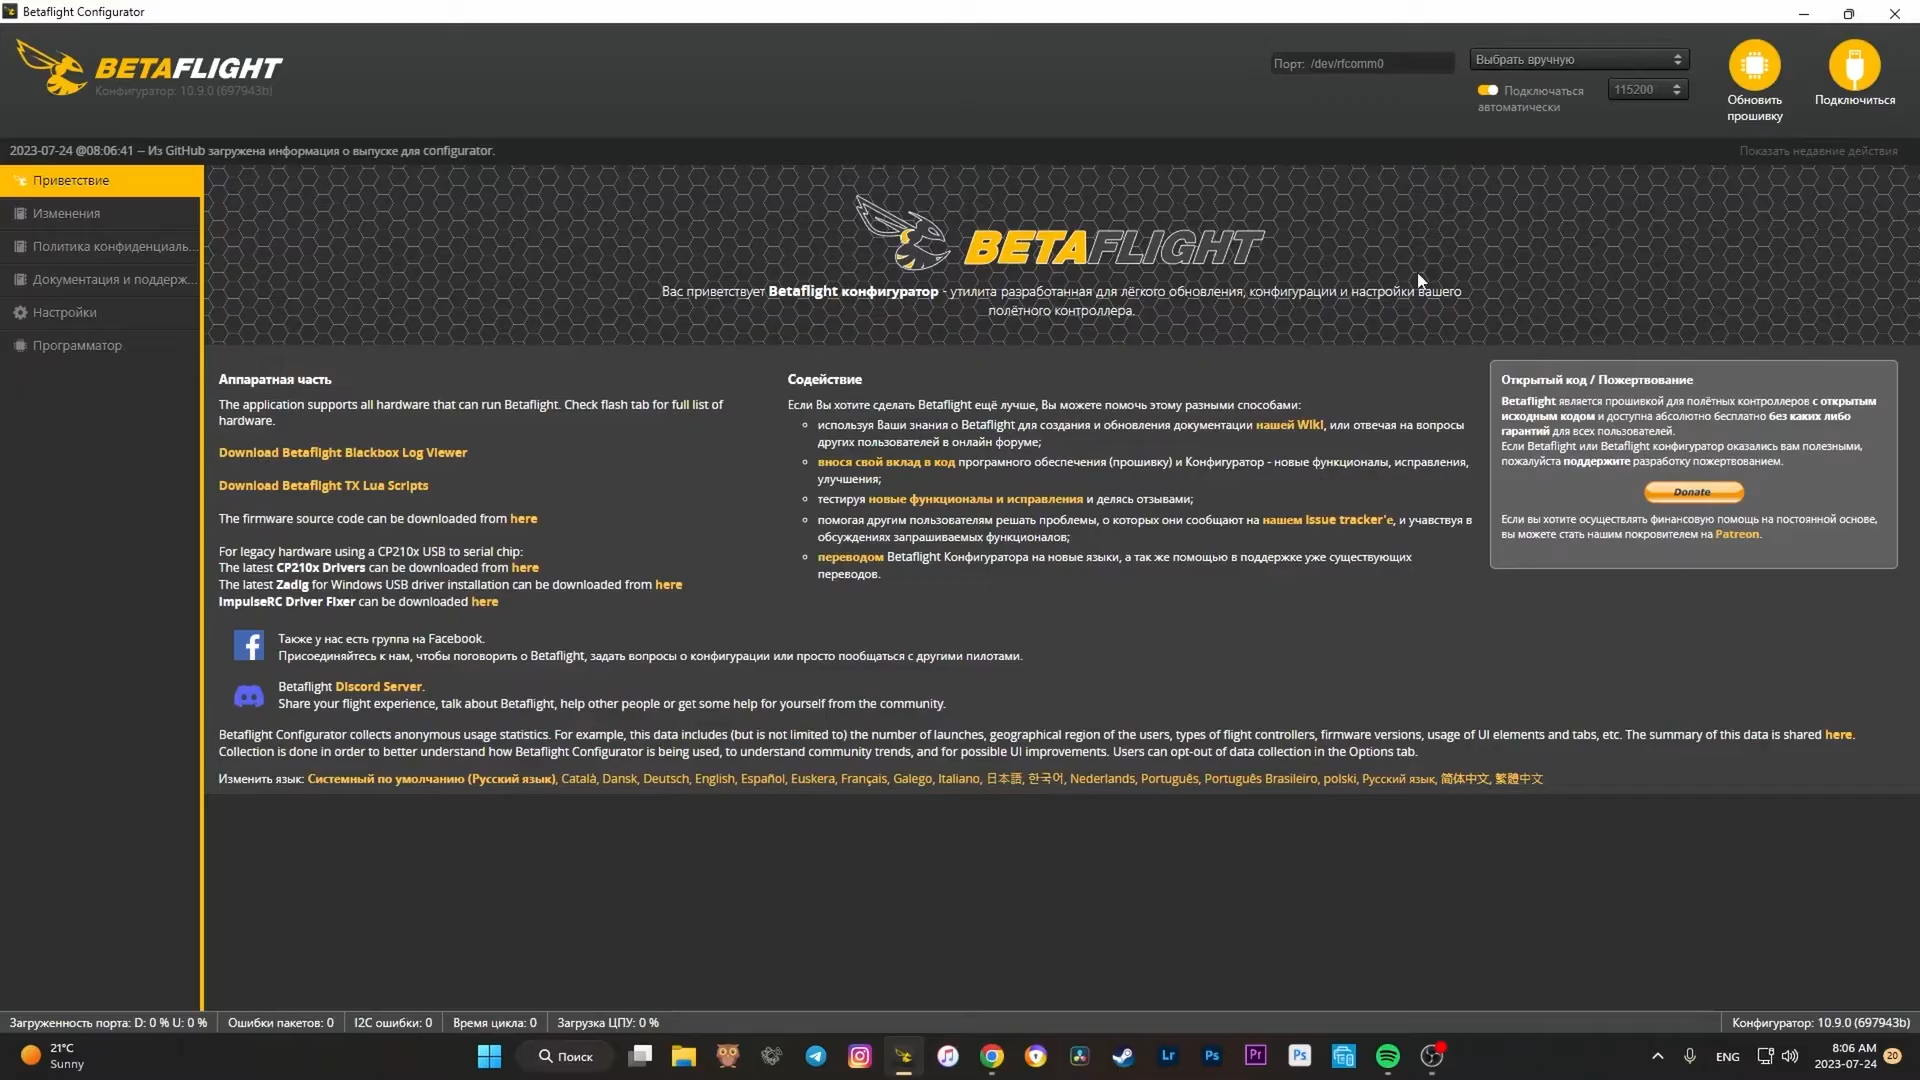 Betaflight Configurator
BETAFLIGHT
Конфигуратор: 10.9.0 (697943b)
Порт: /dev/rfcomm0
Выбрать вручную
Подключаться
автоматически
115200
Обновить
прошивку
Подключиться
2023-07-24 @08:06:41 -- Из GitHub загружена информация о выпуске для configurator.
Показать недавние действия
Приветствие
Изменения
Политика конфиденциаль...
Документация и поддерж...
Настройки
Программатор
BETAFLIGHT
Вас приветствует Betaflight конфигуратор - утилита разработанная для лёгкого обновления, конфигурации и настройки вашего
полётного контроллера.
Аппаратная часть
The application supports all hardware that can run Betaflight. Check flash tab for full list of
hardware.
Download Betaflight Blackbox Log Viewer
Download Betaflight TX Lua Scripts
The firmware source code can be downloaded from here
For legacy hardware using a CP210x USB to serial chip:
The latest CP210x Drivers can be downloaded from here
The latest Zadig for Windows USB driver installation can be downloaded from here
ImpulseRC Driver Fixer can be downloaded here
Содействие
Если Вы хотите сделать Betaflight ещё лучше, Вы можете помочь этому разными способами:
используя Ваши знания о Betaflight для создания и обновления документации нашей Wiki, или отвечая на вопросы
других пользователей в онлайн форуме;
внося свой вклад в код програмного обеспечения (прошивку) и Конфигуратор - новые функционалы, исправления,
улучшения;
тестируя новые функционалы и исправления и делясь отзывами;
помогая другим пользователям решать проблемы, о которых они сообщают на нашем issue tracker'е, и учавствуя в
обсуждениях запрашиваемых функционалов;
переводом Betaflight Конфигуратора на новые языки, а так же помощью в поддержке уже существующих
переводов.
Открытый код / Пожертвование
Betaflight является прошивкой для полётных контроллеров с открытым
исходным кодом и доступна абсолютно бесплатно без каких либо
гарантий для всех пользователей.
Если Betaflight или Betaflight конфигуратор оказались вам полезными,
пожалуйста поддержите разработку пожертвованием.
Donate
Если вы хотите осуществлять финансовую помощь на постоянной основе,
вы можете стать нашим покровителем на Patreon.
Также у нас есть группа на Facebook.
Присоединяйтесь к нам, чтобы поговорить о Betaflight, задать вопросы о конфигурации или просто пообщаться с другими пилотами.
Betaflight Discord Server.
Share your flight experience, talk about Betaflight, help other people or get some help for yourself from the community.
Betaflight Configurator collects anonymous usage statistics. For example, this data includes (but is not limited to) the number of launches, geographical region of the users, types of flight controllers, firmware versions, usage of UI elements and tabs, etc. The summary of this data is shared here.
Collection is done in order to better understand how Betaflight Configurator is being used, to understand community trends, and for possible UI improvements. Users can opt-out of data collection in the Options tab.
Изменить язык: Системный по умолчанию (Русский язык), Català, Dansk, Deutsch, English, Español, Euskera, Français, Galego, Italiano, 日本語, 한국어, Nederlands, Português, Português Brasileiro, polski, Русский язык, 简体中文, 繁體中文
Загруженность порта: D: 0 % U: 0 %
Ошибки пакетов: 0
I2C ошибки: 0
Время цикла: 0
Загрузка ЦПУ: 0 %
Конфигуратор: 10.9.0 (697943b)
21°C
Sunny
Поиск
Lr
Ps
Pr
Ps
ENG
8:06 AM
2023-07-24
20